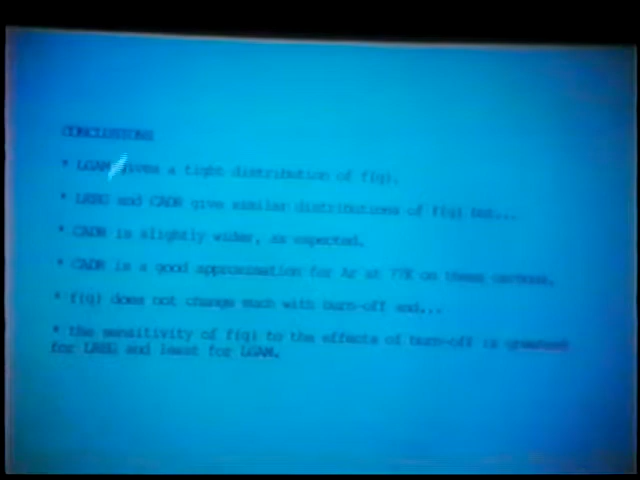 CONCLUSIONS
* LGAM gives a tight distribution of f(q).
* LREG and CADR give similar distributions of f(q) but...
* CADR is slightly wider, as expected.
* CADR is a good approximation for Ar at 77K on these carbons.
* f(q) does not change much with burn-off and...
* the sensitivity of f(q) to the effects of burn-off is greatest
for LREG and least for LGAM.